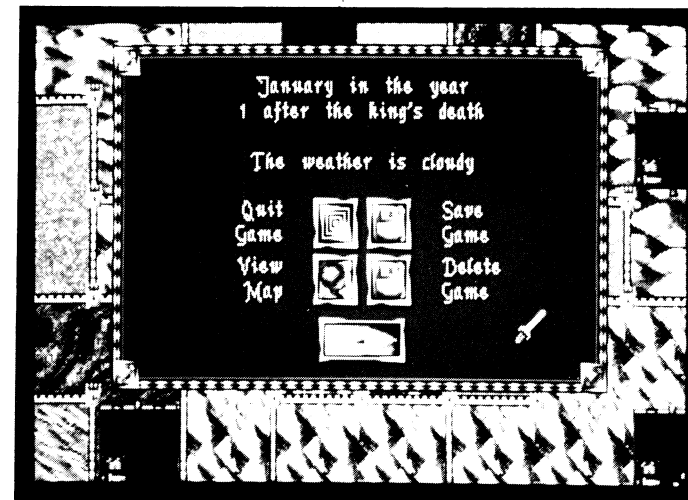 January in the year
1 after the king's death
The weather is cloudy
Quit
Game
Save
Game
View
Map
Delete
Game